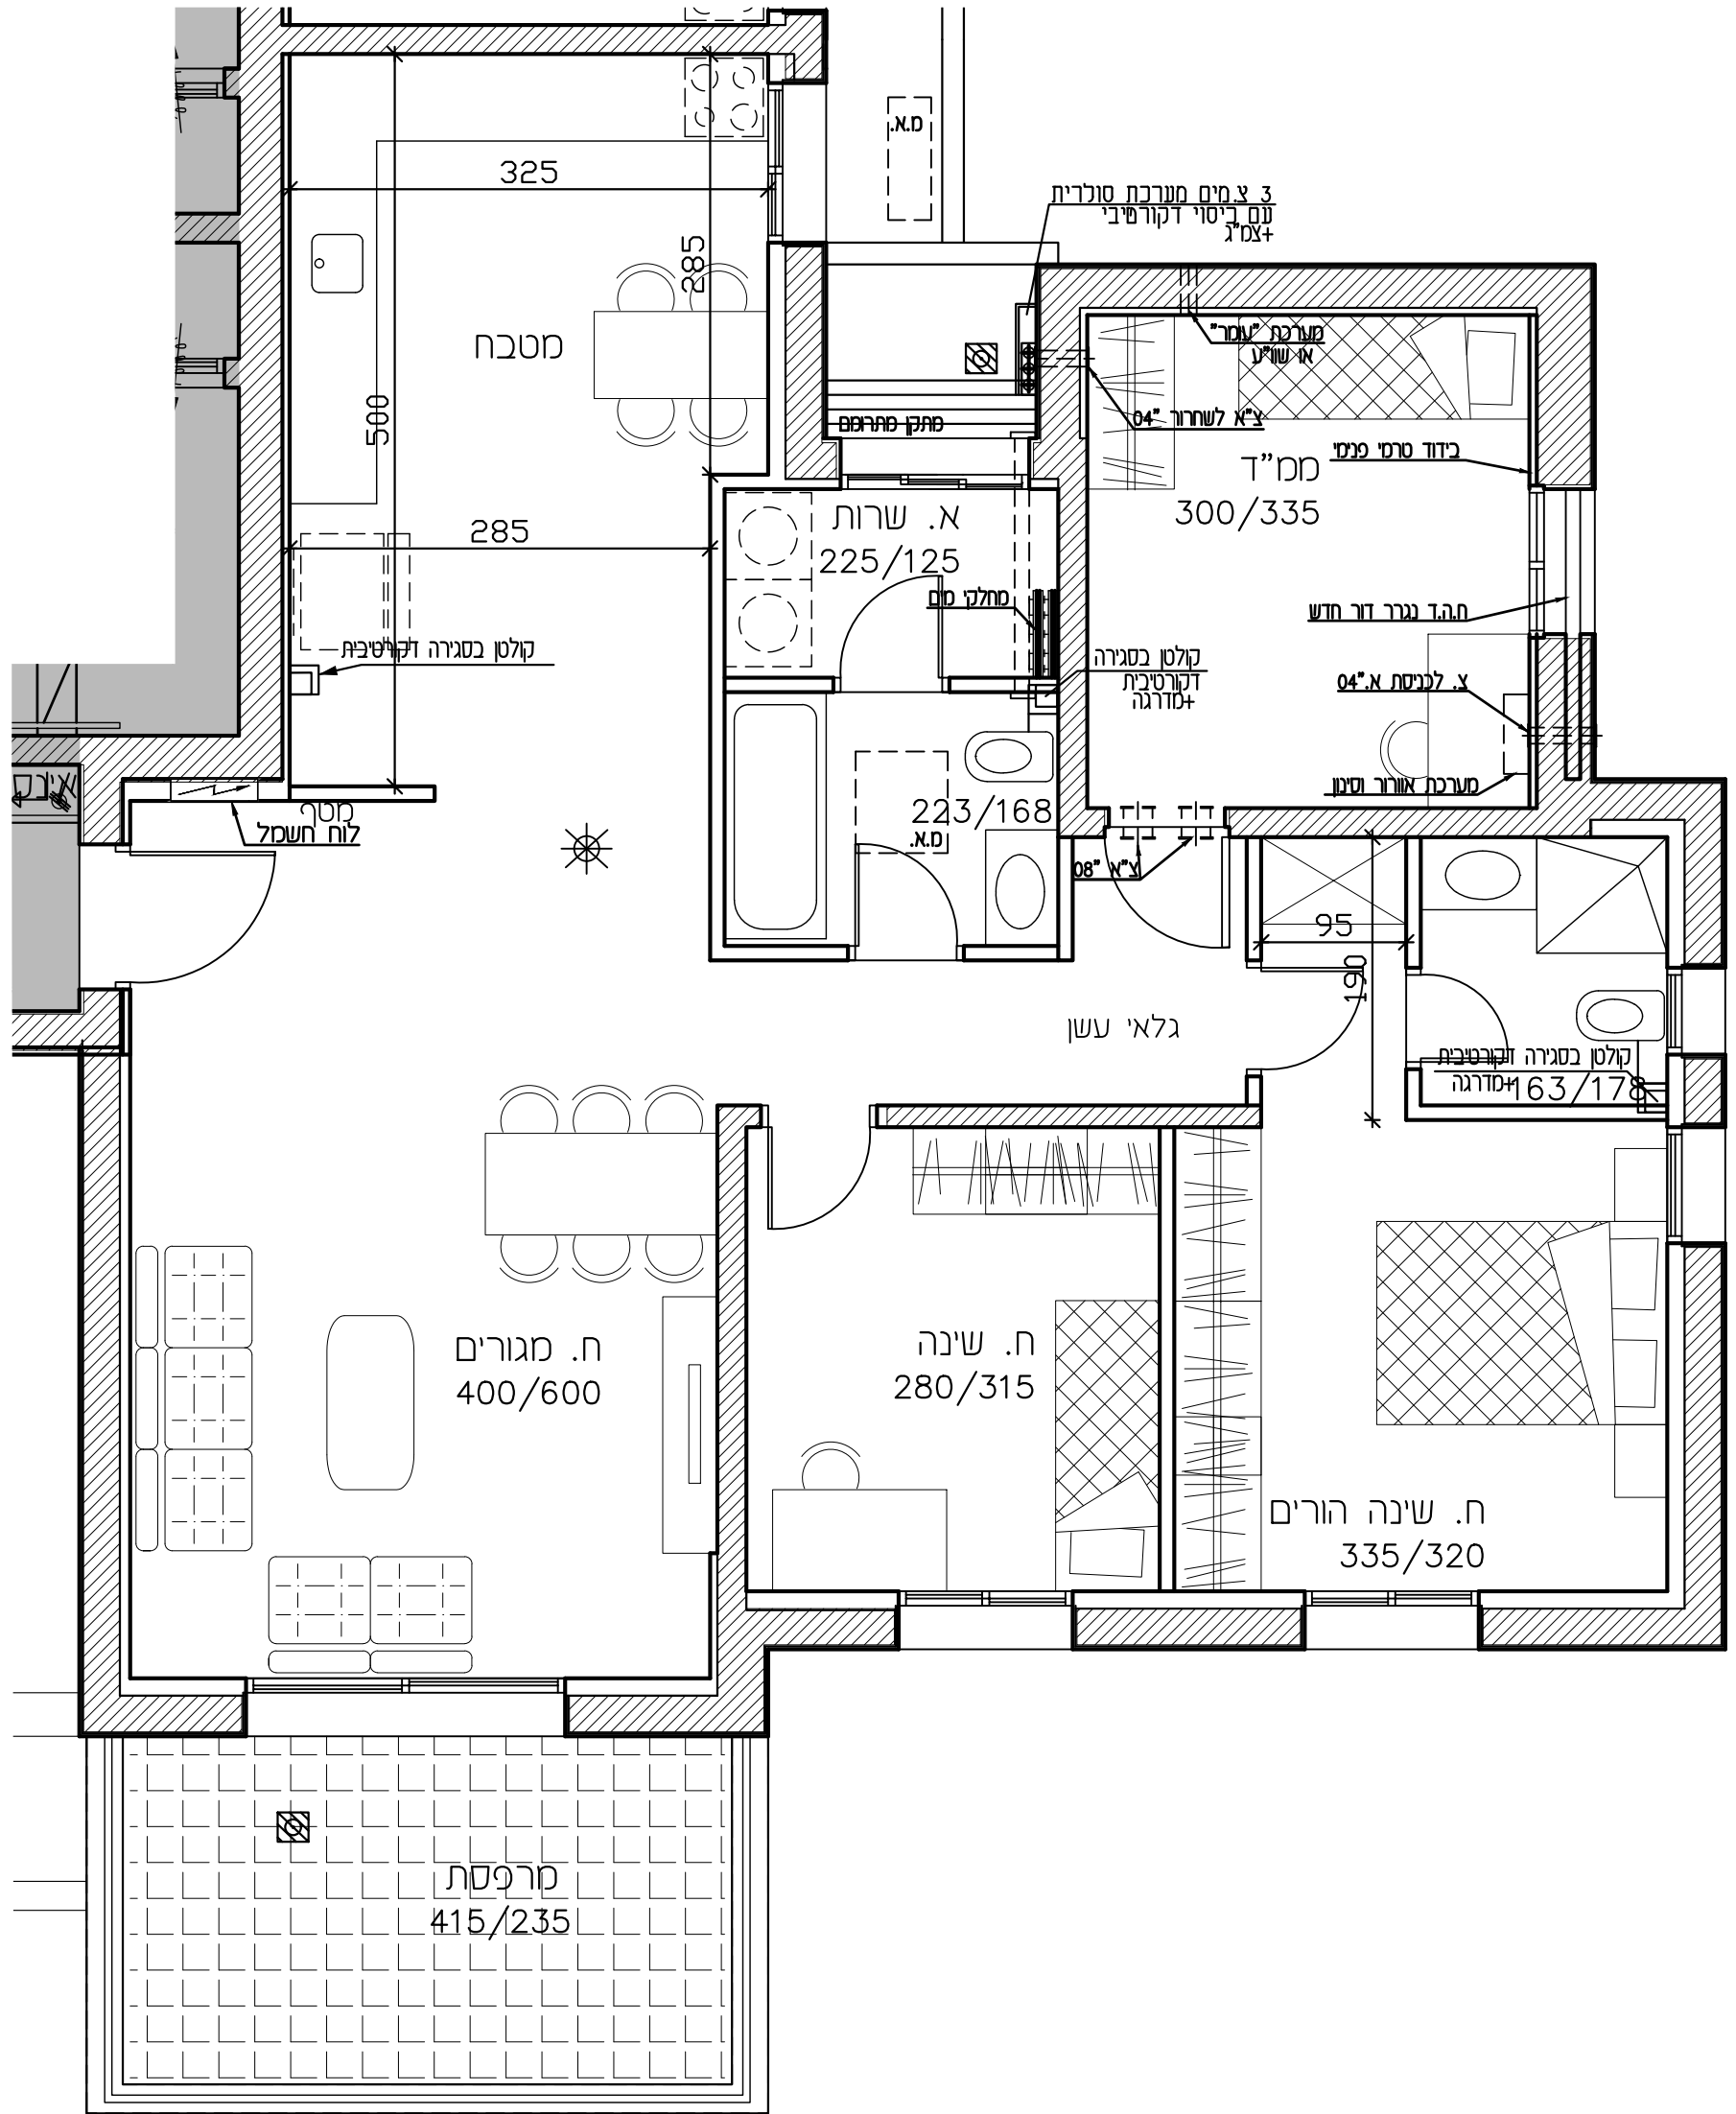 מ.א.
3 צ.מים מערכת סולרית
עם כיסוי דקורטיבי
+צמ"ג
325
285
מטבח
500
285
מערכת "עומר"
או שוו"ע
צ"א לשחרור "04
ממ"ד
300/335
בידוד טרמי פנימי
מתקן מתרומם
א. שרות
225/125
מחלקי מים
ח.ה.ד נגרר דור חדש
קולטן בסגירה דקורטיבית
קולטן בסגירה
דקורטיבית
+מדרגה
צ. לכניסת א."04
מערכת אוורור וסינון
מטף
לוח חשמל
223/168
מ.א.
צ"א "08
95
190
גלאי עשן
קולטן בסגירה דקורטיבית
+מדרגה
163/178
ח. מגורים
400/600
ח. שינה
280/315
ח. שינה הורים
335/320
מרפסת
415/235